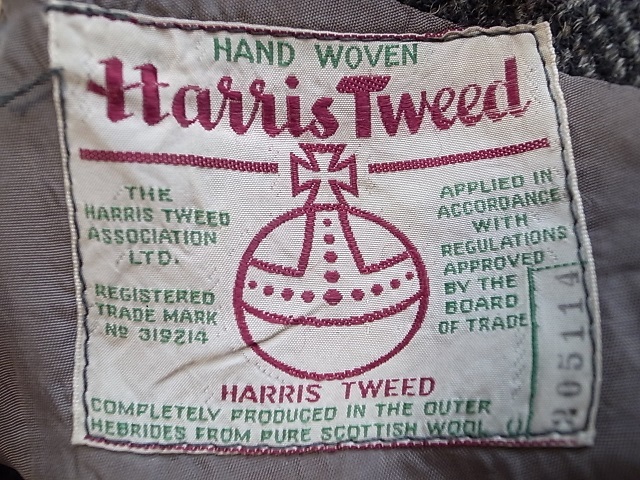 HAND WOVEN
Harris Tweed
THE
HARRIS TWEED
ASSOCIATION
LTD.
REGISTERED
TRADE MARK
No 319214
APPLIED IN
ACCORDANCE
WITH
REGULATIONS
APPROVED
BY THE
BOARD
OF TRADE
HARRIS TWEED
COMPLETELY PRODUCED IN THE OUTER
HEBRIDES FROM PURE SCOTTISH WOOL
205114